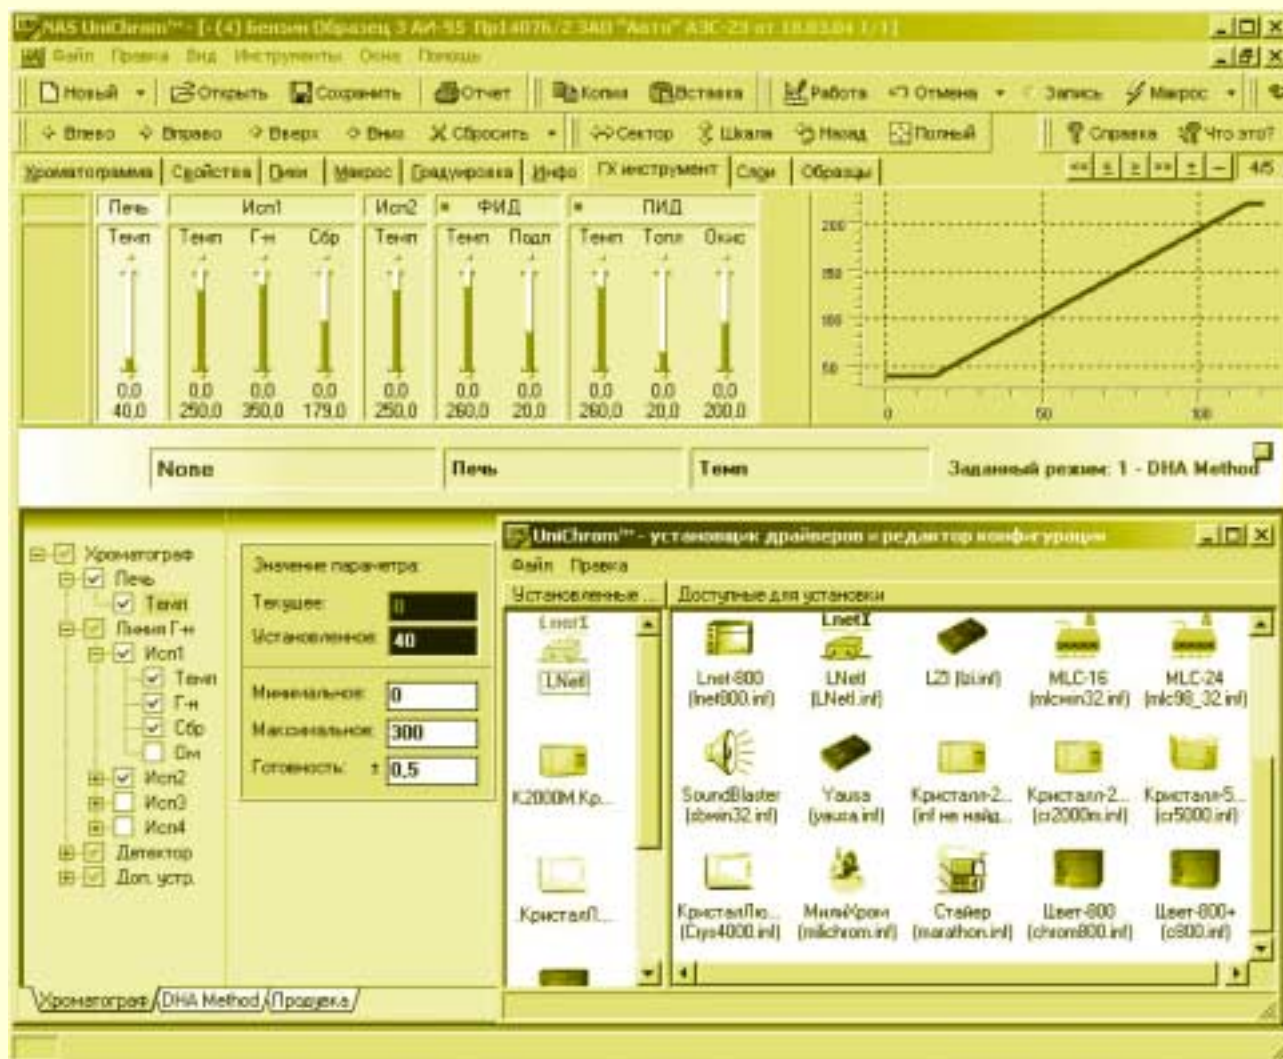 NAS UniChrom™ - [- (4) Бензин Образец 3 АИ-95 Пр14076/2 ЗАО "Авто" АЗС-23 от 18.03.04 1/1]
Файл Правка Вид Инструменты Окна Помощь
Новый Открыть Сохранить Отчет Копия Вставка Работа Отмена Запись Макрос
Влево Вправо Вверх Вниз Сбросить Сектор Шкала Назад Полный Справка Что это?
Хроматограмма Свойства Пики Макрос Градуировка Инфо ГХ инструмент Слои Образцы << ≤ ≥ >> ± − 4/5
Печь Исп1 Исп2 ФИД ПИД
Темп Темп Г-н Сбр Темп Темп Подл Темп Топл Окис
0,0 0,0 0,0 0,0 0,0 0,0 0,0 0,0 0,0 0,0
40,0 250,0 350,0 179,0 250,0 260,0 20,0 260,0 20,0 200,0
200
150
100
50
0 50 100
None Печь Темп Заданный режим: 1 - DHA Method
Хроматограф
Печь
Темп
Линия Г-н
Исп1
Темп
Г-н
Сбр
Исп2
Исп3
Исп4
Детектор
Доп. устр.
Значение параметра:
Текущее: 0
Установленное: 40
Минимальное: 0
Максимальное: 300
Готовность: ± 0,5
Хроматограф DHA Method Продувка
UniChrom™ - установщик драйверов и редактор конфигурации
Файл Правка
Установленные ... Доступные для установки
LNetI
K2000M.Кр...
КристалЛ...
Lnet-800 LNetI LZI MLC-16 MLC-24
(lnet800.inf) (LNetI.inf) (lzi.inf) (mlcwin32.inf) (mlc98_32.inf)
SoundBlaster Yausa Кристалл-2... Кристалл-2... Кристалл-5...
(sbwin32.inf) (yausa.inf) (inf не найд... (cr2000m.inf) (cr5000.inf)
КристалЛю... МилиХром Стайер Цвет-800 Цвет-800+
(Crys4000.inf) (milichrom.inf) (marathon.inf) (chrom800.inf) (c800.inf)